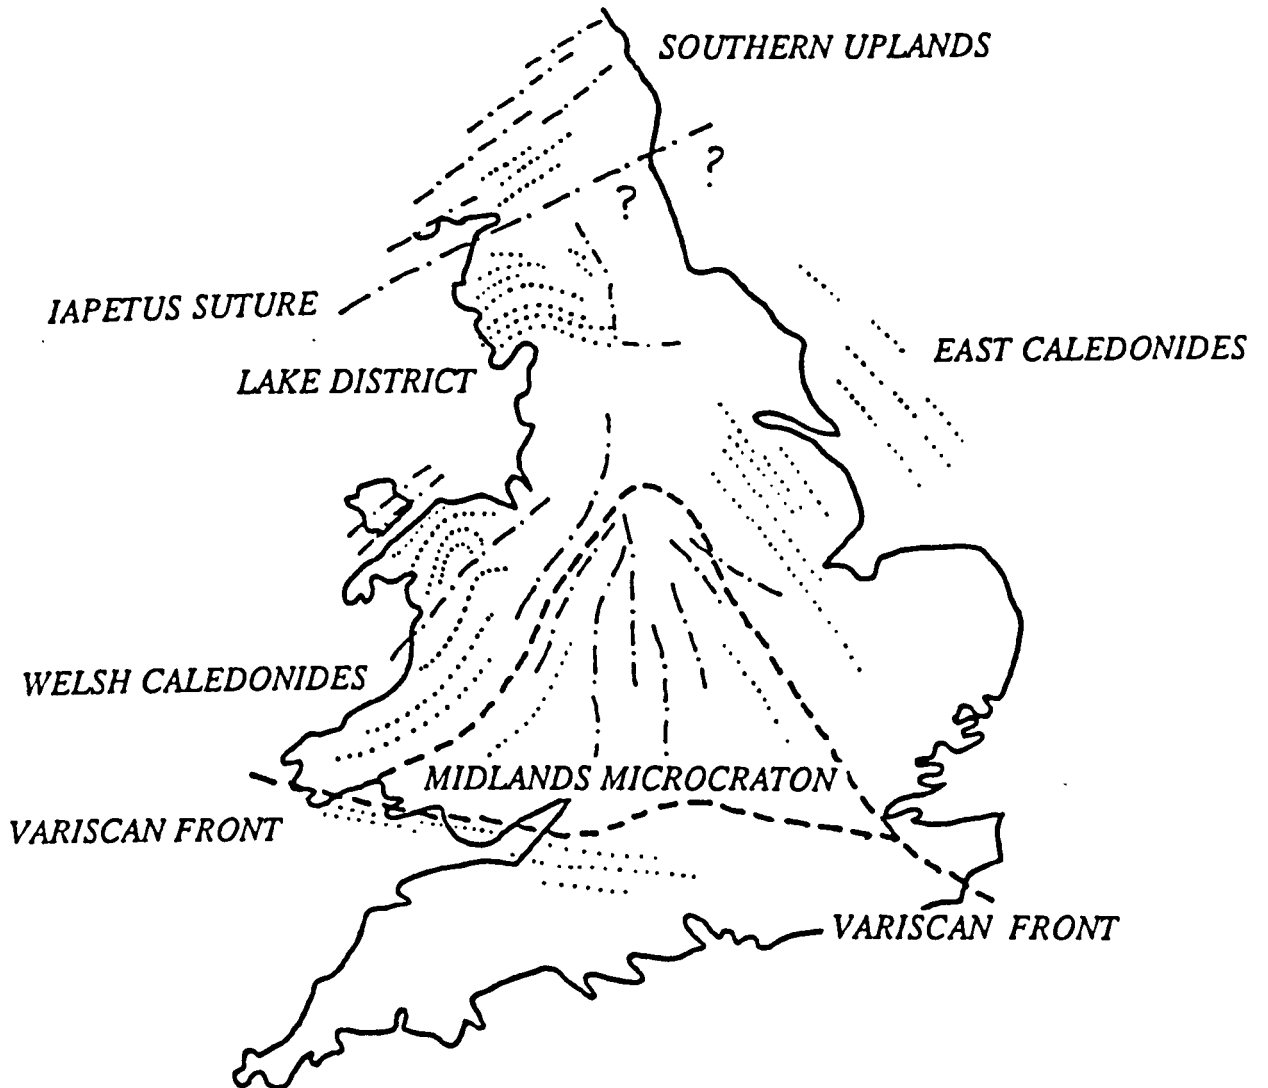 SOUTHERN UPLANDS
?
?
IAPETUS SUTURE
EAST CALEDONIDES
LAKE DISTRICT
WELSH CALEDONIDES
MIDLANDS MICROCRATON
VARISCAN FRONT
VARISCAN FRONT